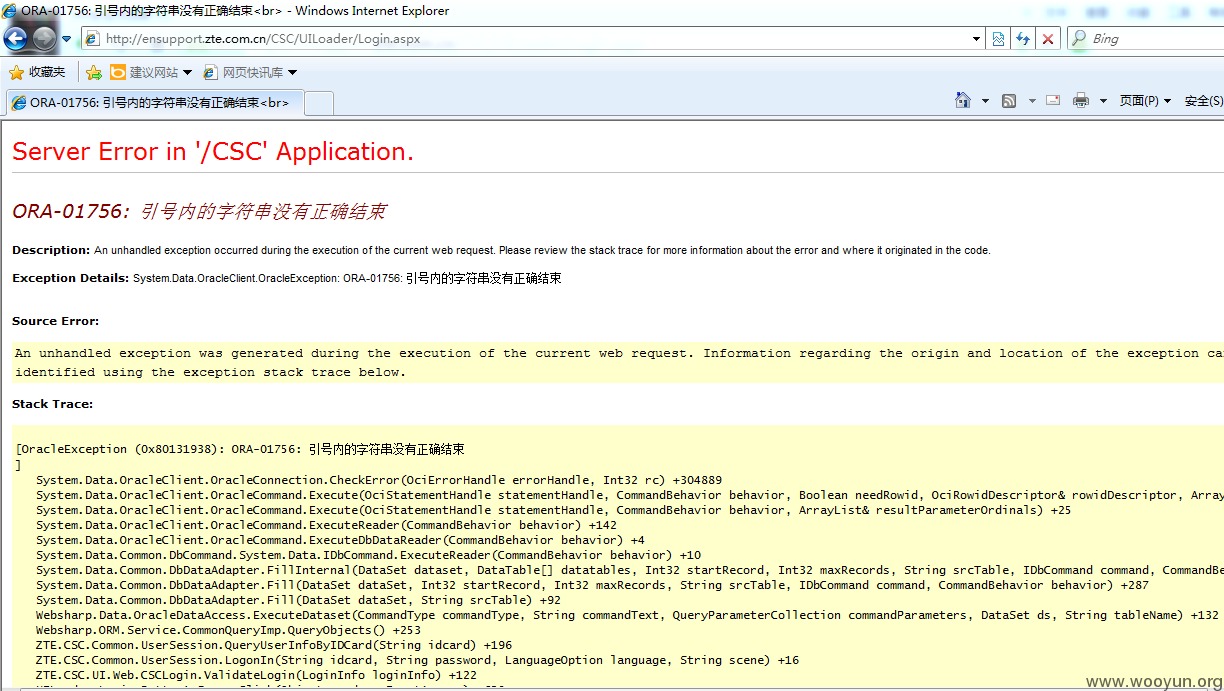 ORA-01756: 引号内的字符串没有正确结束<br> - Windows Internet Explorer
http://ensupport.zte.com.cn/CSC/UILoader/Login.aspx
Bing
收藏夹 建议网站 网页快讯库
ORA-01756: 引号内的字符串没有正确结束<br>
页面(P) 安全(S)
Server Error in '/CSC' Application.
ORA-01756: 引号内的字符串没有正确结束
Description: An unhandled exception occurred during the execution of the current web request. Please review the stack trace for more information about the error and where it originated in the code.
Exception Details: System.Data.OracleClient.OracleException: ORA-01756: 引号内的字符串没有正确结束
Source Error:
An unhandled exception was generated during the execution of the current web request. Information regarding the origin and location of the exception ca
identified using the exception stack trace below.
Stack Trace:
[OracleException (0x80131938): ORA-01756: 引号内的字符串没有正确结束
]
System.Data.OracleClient.OracleConnection.CheckError(OciErrorHandle errorHandle, Int32 rc) +304889
System.Data.OracleClient.OracleCommand.Execute(OciStatementHandle statementHandle, CommandBehavior behavior, Boolean needRowid, OciRowidDescriptor& rowidDescriptor, Array
System.Data.OracleClient.OracleCommand.Execute(OciStatementHandle statementHandle, CommandBehavior behavior, ArrayList& resultParameterOrdinals) +25
System.Data.OracleClient.OracleCommand.ExecuteReader(CommandBehavior behavior) +142
System.Data.OracleClient.OracleCommand.ExecuteDbDataReader(CommandBehavior behavior) +4
System.Data.Common.DbCommand.System.Data.IDbCommand.ExecuteReader(CommandBehavior behavior) +10
System.Data.Common.DbDataAdapter.FillInternal(DataSet dataset, DataTable[] datatables, Int32 startRecord, Int32 maxRecords, String srcTable, IDbCommand command, CommandBe
System.Data.Common.DbDataAdapter.Fill(DataSet dataSet, Int32 startRecord, Int32 maxRecords, String srcTable, IDbCommand command, CommandBehavior behavior) +287
System.Data.Common.DbDataAdapter.Fill(DataSet dataSet, String srcTable) +92
Websharp.Data.OracleDataAccess.ExecuteDataset(CommandType commandType, String commandText, QueryParameterCollection commandParameters, DataSet ds, String tableName) +132
Websharp.ORM.Service.CommonQueryImp.QueryObjects() +253
ZTE.CSC.Common.UserSession.QueryUserInfoByIDCard(String idcard) +196
ZTE.CSC.Common.UserSession.LogonIn(String idcard, String password, LanguageOption language, String scene) +16
ZTE.CSC.UI.Web.CSCLogin.ValidateLogin(LoginInfo loginInfo) +122
www.wooyun.org